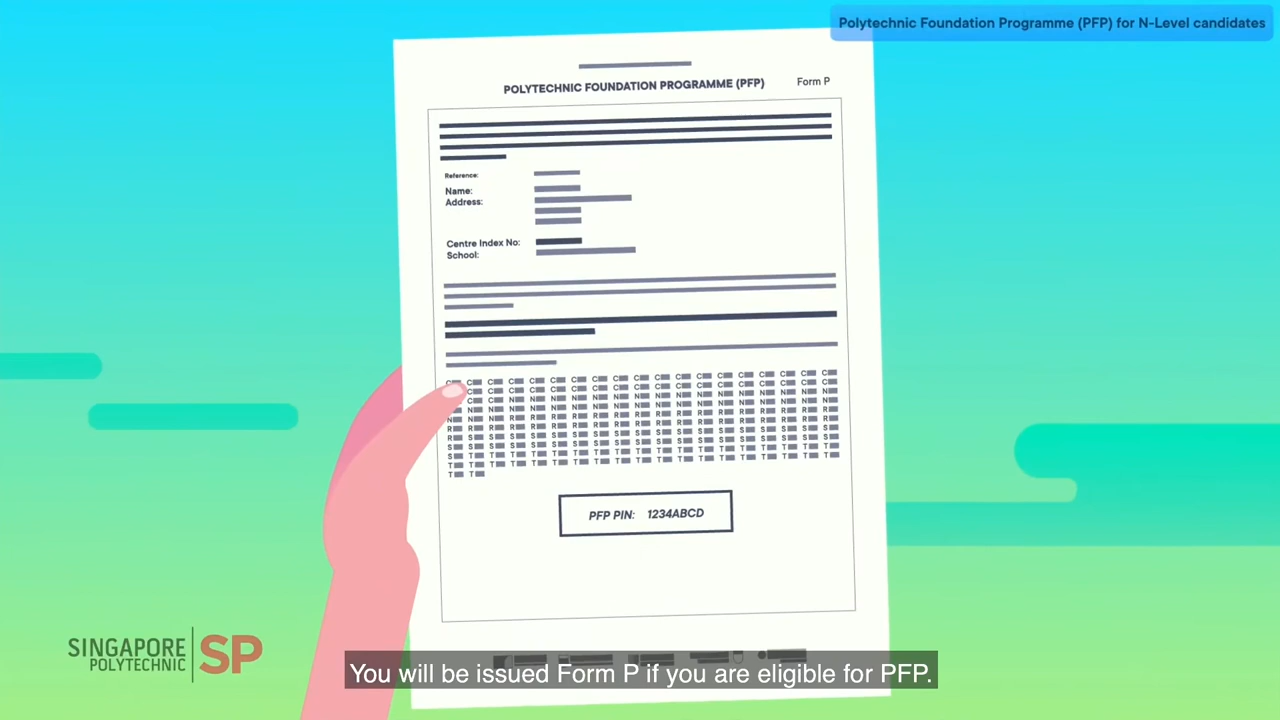 Polytechnic Foundation Programme (PFP) for N-Level candidates
POLYTECHNIC FOUNDATION PROGRAMME (PFP)
Form P
Reference:
Name:
Address:
Centre Index No:
School:
C C C C C C C C C C C C C C C C C C C
C C C C C C C C C C C C C C C C C C
C N N N N N N N N N N N N N N N N N
N N N N N N N N N N N N N N N N N N
N N R R R R R R R R R R R R R R R R R
R R R R R R R R R R R R R R R R R R R
R S S S S S S S S S S S S S S S S S S
S S S S S S S S S S S S S S S S S S S
S S T T T T T T T T T T T T T T T T T
T T T T T T T T T T T T T T T T T T T
T T
PFP PIN: 1234ABCD
SINGAPORE
POLYTECHNIC
SP
You will be issued Form P if you are eligible for PFP.